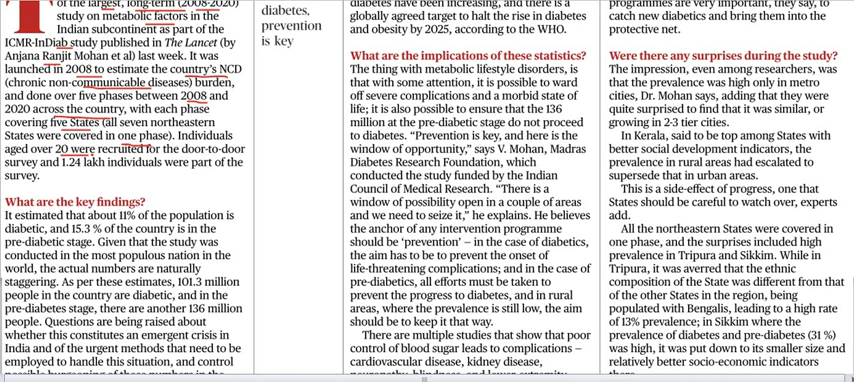 T
of the largest, long-term (2008-2020)
study on metabolic factors in the
Indian subcontinent as part of the
ICMR-InDiab study published in The Lancet (by
Anjana Ranjit Mohan et al) last week. It was
launched in 2008 to estimate the country's NCD
(chronic non-communicable diseases) burden,
and done over five phases between 2008 and
2020 across the country, with each phase
covering five States (all seven northeastern
States were covered in one phase). Individuals
aged over 20 were recruited for the door-to-door
survey and 1.24 lakh individuals were part of the
survey.
What are the key findings?
It estimated that about 11% of the population is
diabetic, and 15.3 % of the country is in the
pre-diabetic stage. Given that the study was
conducted in the most populous nation in the
world, the actual numbers are naturally
staggering. As per these estimates, 101.3 million
people in the country are diabetic, and in the
pre-diabetes stage, there are another 136 million
people. Questions are being raised about
whether this constitutes an emergent crisis in
India and of the urgent methods that need to be
employed to handle this situation, and control
possible burgeoning of these numbers in the
diabetes,
prevention
is key
diabetes have been increasing, and there is a
globally agreed target to halt the rise in diabetes
and obesity by 2025, according to the WHO.
What are the implications of these statistics?
The thing with metabolic lifestyle disorders, is
that with some attention, it is possible to ward
off severe complications and a morbid state of
life; it is also possible to ensure that the 136
million at the pre-diabetic stage do not proceed
to diabetes. “Prevention is key, and here is the
window of opportunity,” says V. Mohan, Madras
Diabetes Research Foundation, which
conducted the study funded by the Indian
Council of Medical Research. “There is a
window of possibility open in a couple of areas
and we need to seize it,” he explains. He believes
the anchor of any intervention programme
should be ‘prevention’ – in the case of diabetics,
the aim has to be to prevent the onset of
life-threatening complications; and in the case of
pre-diabetics, all efforts must be taken to
prevent the progress to diabetes, and in rural
areas, where the prevalence is still low, the aim
should be to keep it that way.
There are multiple studies that show that poor
control of blood sugar leads to complications –
cardiovascular disease, kidney disease,
neuropathy, blindness, and lower extremity
programmes are very important, they say, to
catch new diabetics and bring them into the
protective net.
Were there any surprises during the study?
The impression, even among researchers, was
that the prevalence was high only in metro
cities, Dr. Mohan says, adding that they were
quite surprised to find that it was similar, or
growing in 2-3 tier cities.
In Kerala, said to be top among States with
better social development indicators, the
prevalence in rural areas had escalated to
supersede that in urban areas.
This is a side-effect of progress, one that
States should be careful to watch over, experts
add.
All the northeastern States were covered in
one phase, and the surprises included high
prevalence in Tripura and Sikkim. While in
Tripura, it was averred that the ethnic
composition of the State was different from that
of the other States in the region, being
populated with Bengalis, leading to a high rate
of 13% prevalence; in Sikkim where the
prevalence of diabetes and pre-diabetes (31 %)
was high, it was put down to its smaller size and
relatively better socio-economic indicators
there.